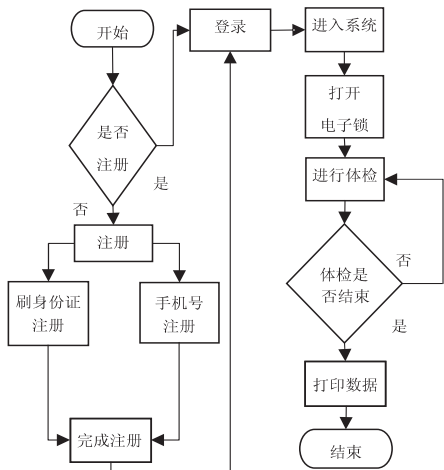 开始
是否
注册
是
否
注册
刷身份证
注册
手机号
注册
完成注册
登录
进入系统
打开
电子锁
进行体检
体检是
否结束
否
是
打印数据
结束